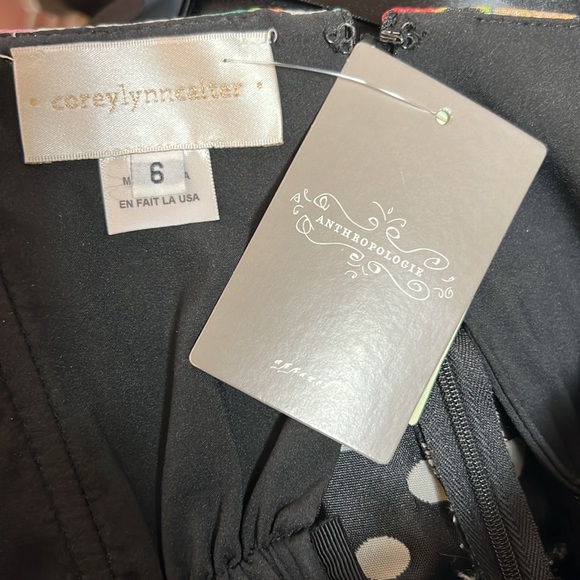 • coreylynncalter •
6
M A
EN FAIT LA USA
ANTHROPOLOGIE